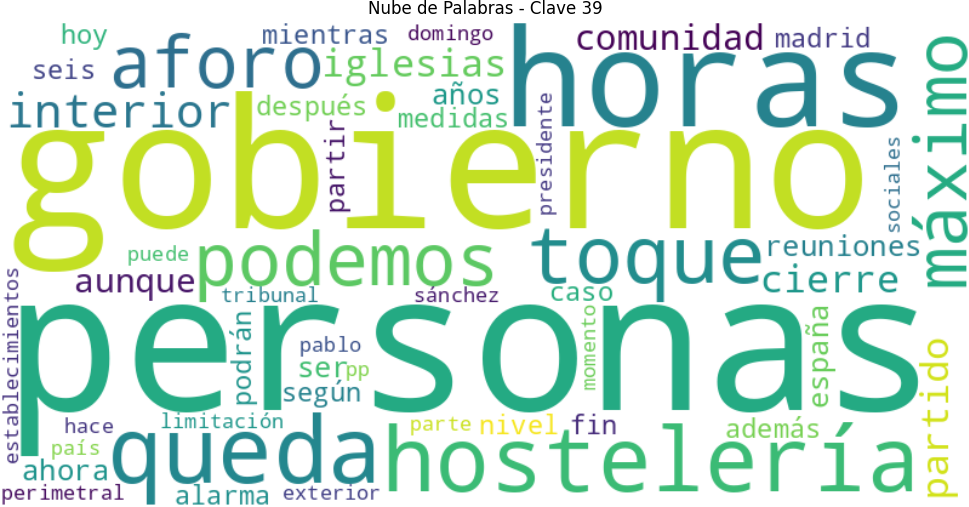 Nube de Palabras - Clave 39
hoy
mientras
domingo
comunidad
madrid
seis
aforo
iglesias
horas
máximo
interior
después
años
medidas
partir
presidente
gobierno
sociales
puede
podemos
toque
reuniones
aunque
cierre
tribunal
sánchez
caso
establecimientos
personas
podrán
pablo
momento
españa
ser
pp
según
partido
hace
limitación
parte
nivel
fin
además
país
queda
hostelería
ahora
perimetral
alarma
exterior